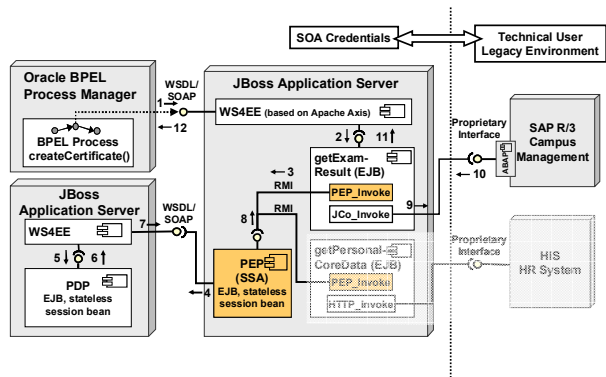 SOA Credentials
Technical User
Legacy Environment
Oracle BPEL
Process Manager
BPEL Process
createCertificate()
WSDL/
SOAP
1
12
JBoss Application Server
WS4EE (based on Apache Axis)
2
11
getExam-
Result (EJB)
PEP_Invoke
JCo_Invoke
3
RMI
RMI
9
8
Proprietary
Interface
10
ABAP
SAP R/3
Campus
Management
JBoss
Application Server
WS4EE
7
WSDL/
SOAP
5
6
PDP
EJB, stateless
session bean
4
PEP
(SSA)
EJB, stateless
session bean
getPersonal-
CoreData (EJB)
PEP_Invoke
HTTP_Invoke
Proprietary
Interface
HIS
HR System